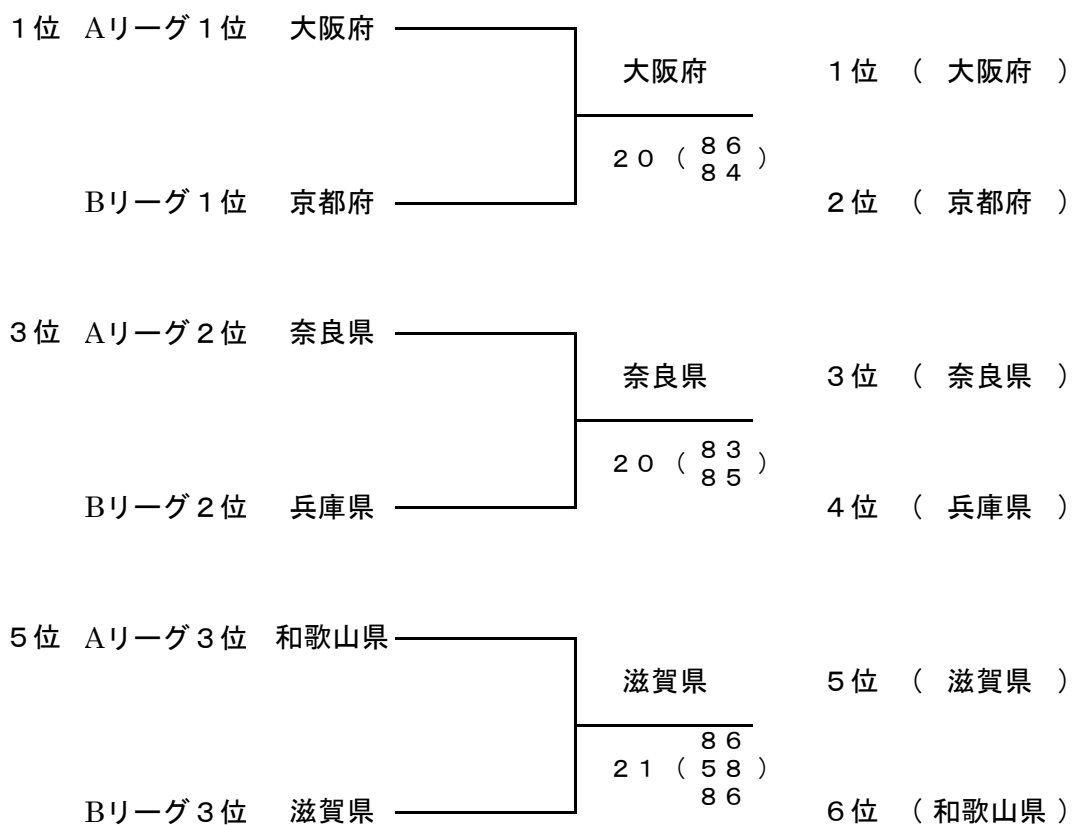 １位 Aリーグ１位 大阪府
大阪府 １位 （ 大阪府 ）
２０（ ８６
８４ ）
Bリーグ１位 京都府 ２位 （ 京都府 ）
３位 Aリーグ２位 奈良県
奈良県 ３位 （ 奈良県 ）
２０（ ８３
８５ ）
Bリーグ２位 兵庫県 ４位 （ 兵庫県 ）
５位 Aリーグ３位 和歌山県
滋賀県 ５位 （ 滋賀県 ）
８６
２１（ ５８ ）
８６
Bリーグ３位 滋賀県 ６位 （ 和歌山県 ）